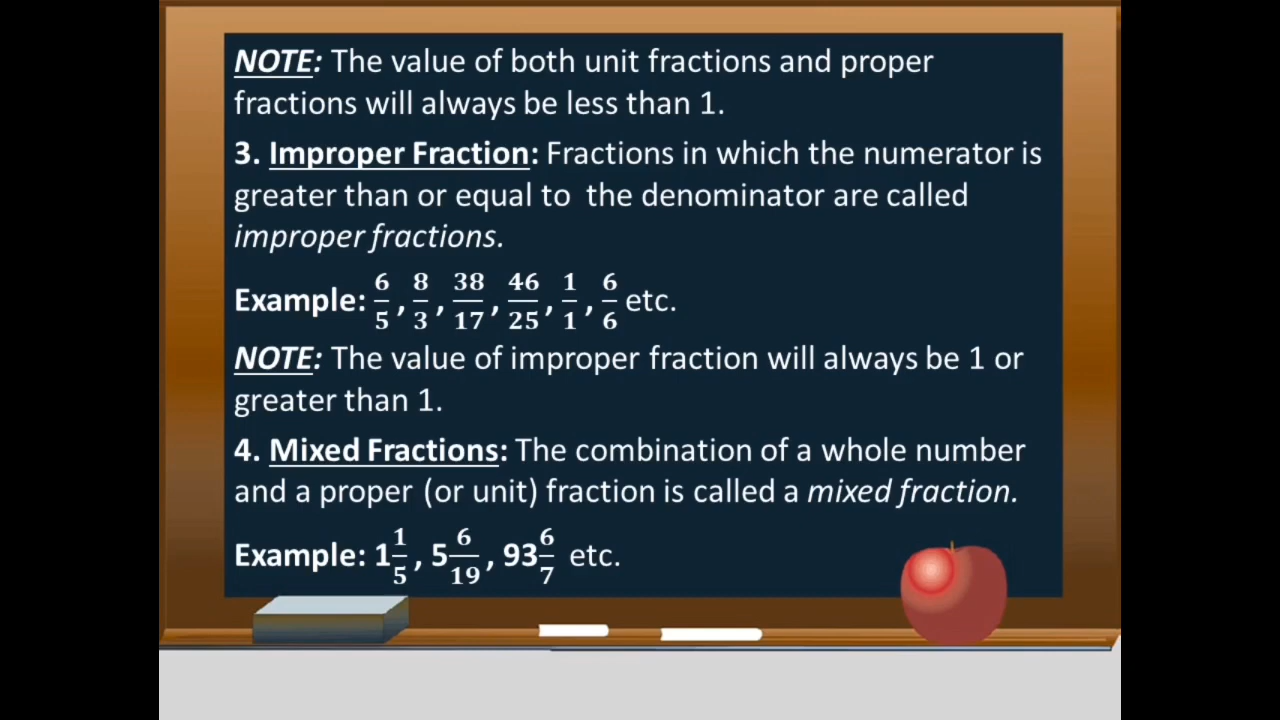 NOTE: The value of both unit fractions and proper
fractions will always be less than 1.
3. Improper Fraction: Fractions in which the numerator is
greater than or equal to the denominator are called
improper fractions.
Example: 6/5, 8/3, 38/17, 46/25, 1/1, 6/6 etc.
NOTE: The value of improper fraction will always be 1 or
greater than 1.
4. Mixed Fractions: The combination of a whole number
and a proper (or unit) fraction is called a mixed fraction.
Example: 1 1/5, 5 6/19, 93 6/7 etc.